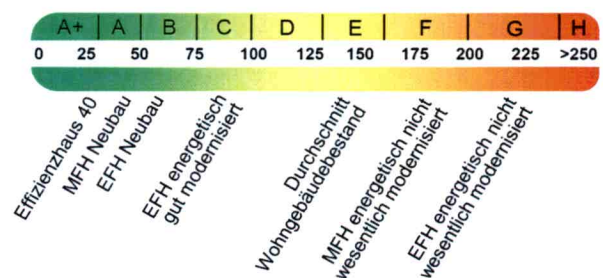 A+ A B C D E F G H
0 25 50 75 100 125 150 175 200 225 >250
Effizienzhaus 40
MFH Neubau
EFH Neubau
EFH energetisch
gut modernisiert
Durchschnitt
Wohngebäudebestand
MFH energetisch nicht
wesentlich modernisiert
EFH energetisch nicht
wesentlich modernisiert